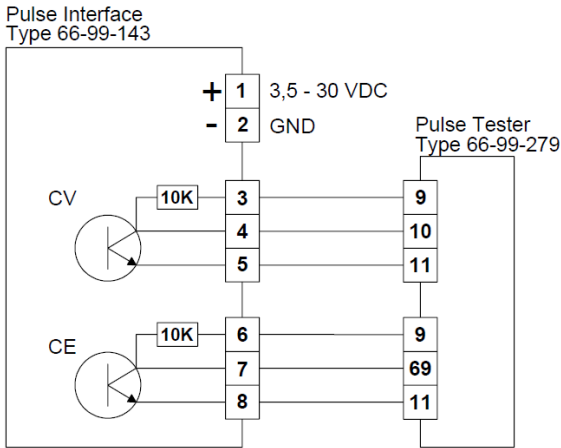 Pulse Interface
Type 66-99-143
+ 1 3,5 - 30 VDC
- 2 GND
Pulse Tester
Type 66-99-279
CV 10K 3 9
4 10
5 11
CE 10K 6 9
7 69
8 11